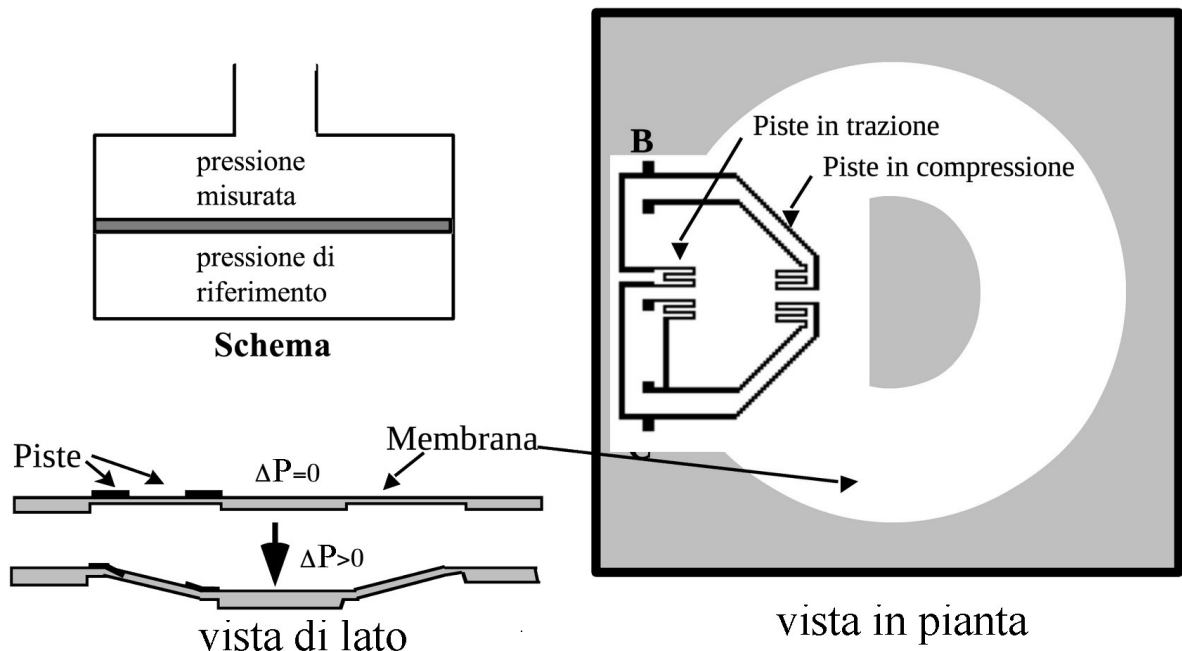 pressione
misurata
pressione di
riferimento
Schema
B
Piste in trazione
Piste in compressione
Piste
ΔP=0
Membrana
ΔP>0
vista di lato
vista in pianta